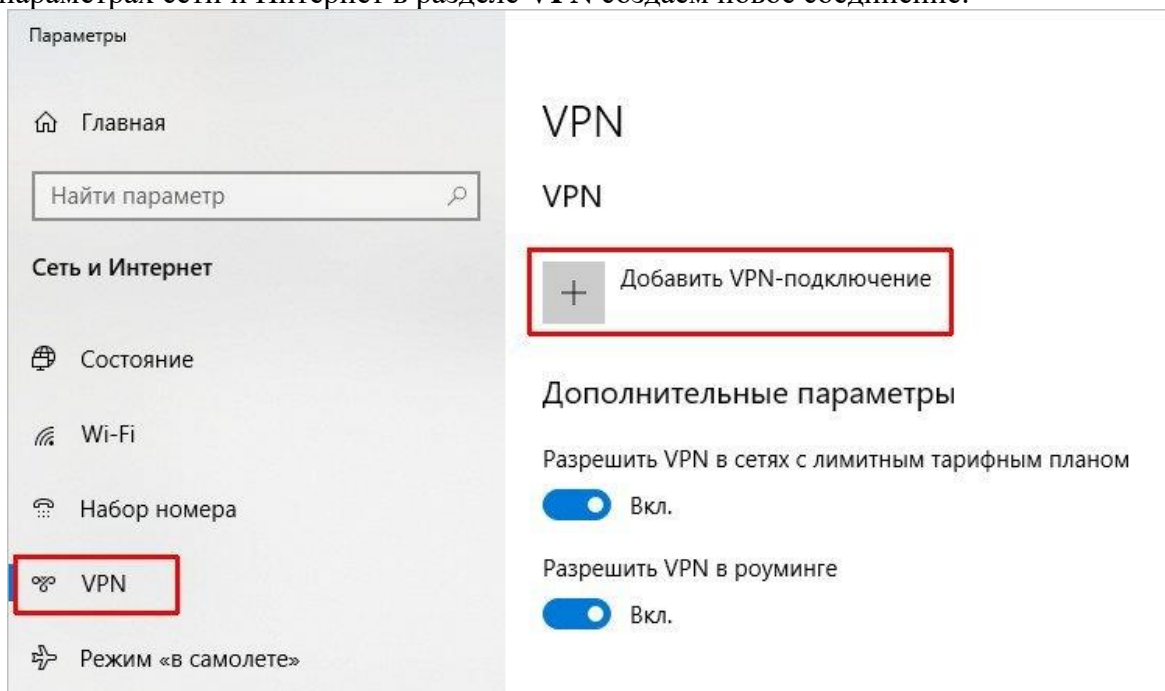 параметрах сети и Интернет в разделе VPN создаем новое соединение.
Параметры
Главная
Найти параметр
Сеть и Интернет
Состояние
Wi-Fi
Набор номера
VPN
Режим «в самолете»
VPN
VPN
Добавить VPN-подключение
Дополнительные параметры
Разрешить VPN в сетях с лимитным тарифным планом
Вкл.
Разрешить VPN в роуминге
Вкл.